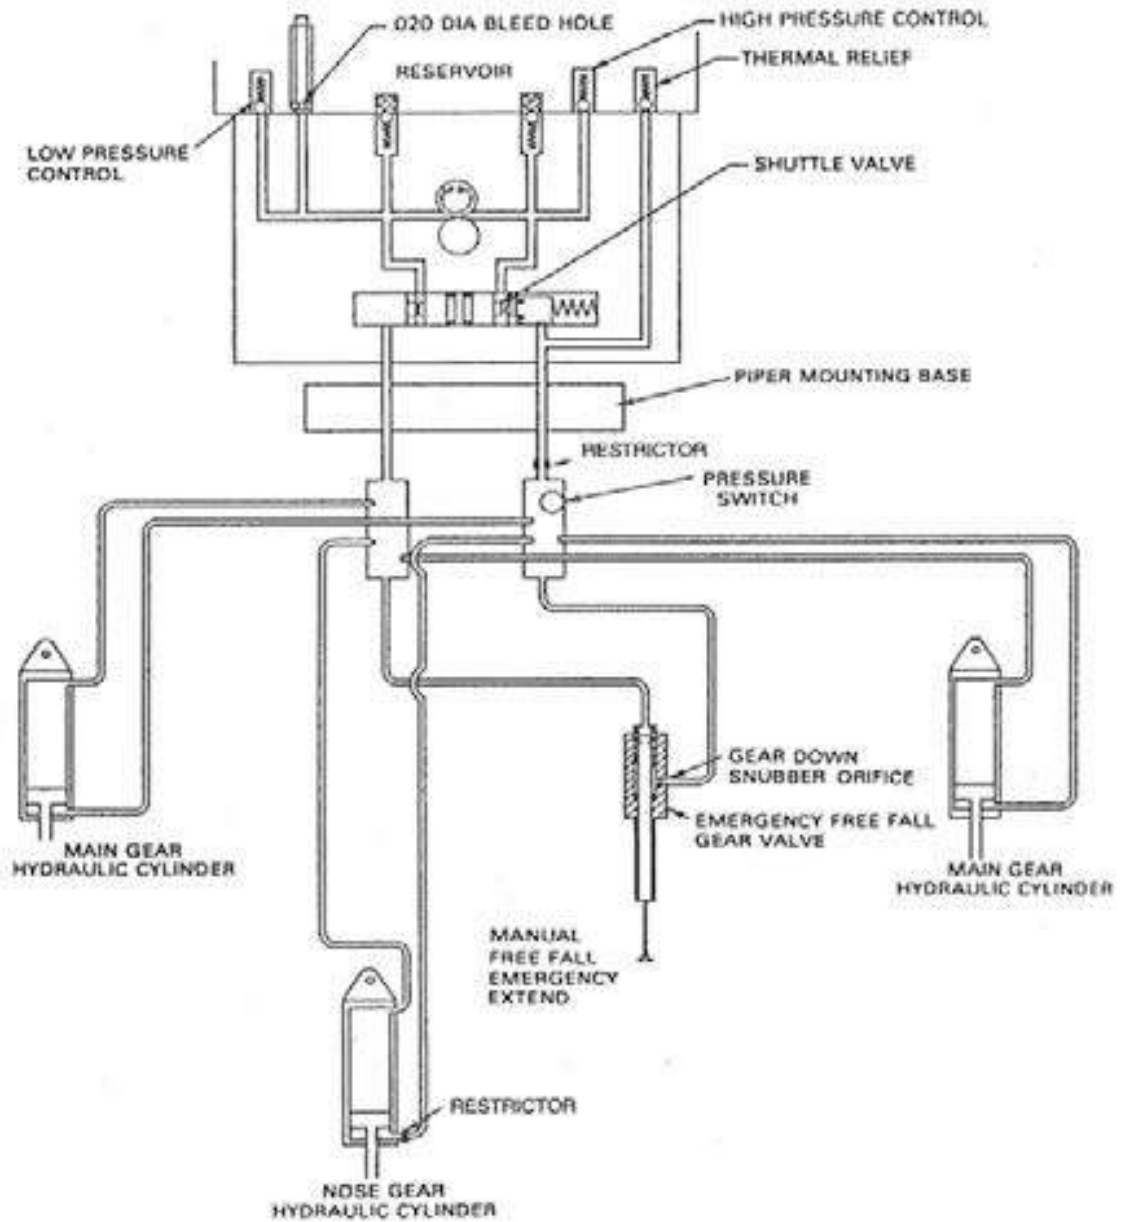 .020 DIA BLEED HOLE
HIGH PRESSURE CONTROL
THERMAL RELIEF
RESERVOIR
LOW PRESSURE
CONTROL
SHUTTLE VALVE
PIPER MOUNTING BASE
RESTRICTOR
PRESSURE
SWITCH
GEAR DOWN
SNUBBER ORIFICE
EMERGENCY FREE FALL
GEAR VALVE
MAIN GEAR
HYDRAULIC CYLINDER
MAIN GEAR
HYDRAULIC CYLINDER
MANUAL
FREE FALL
EMERGENCY
EXTEND
RESTRICTOR
NOSE GEAR
HYDRAULIC CYLINDER